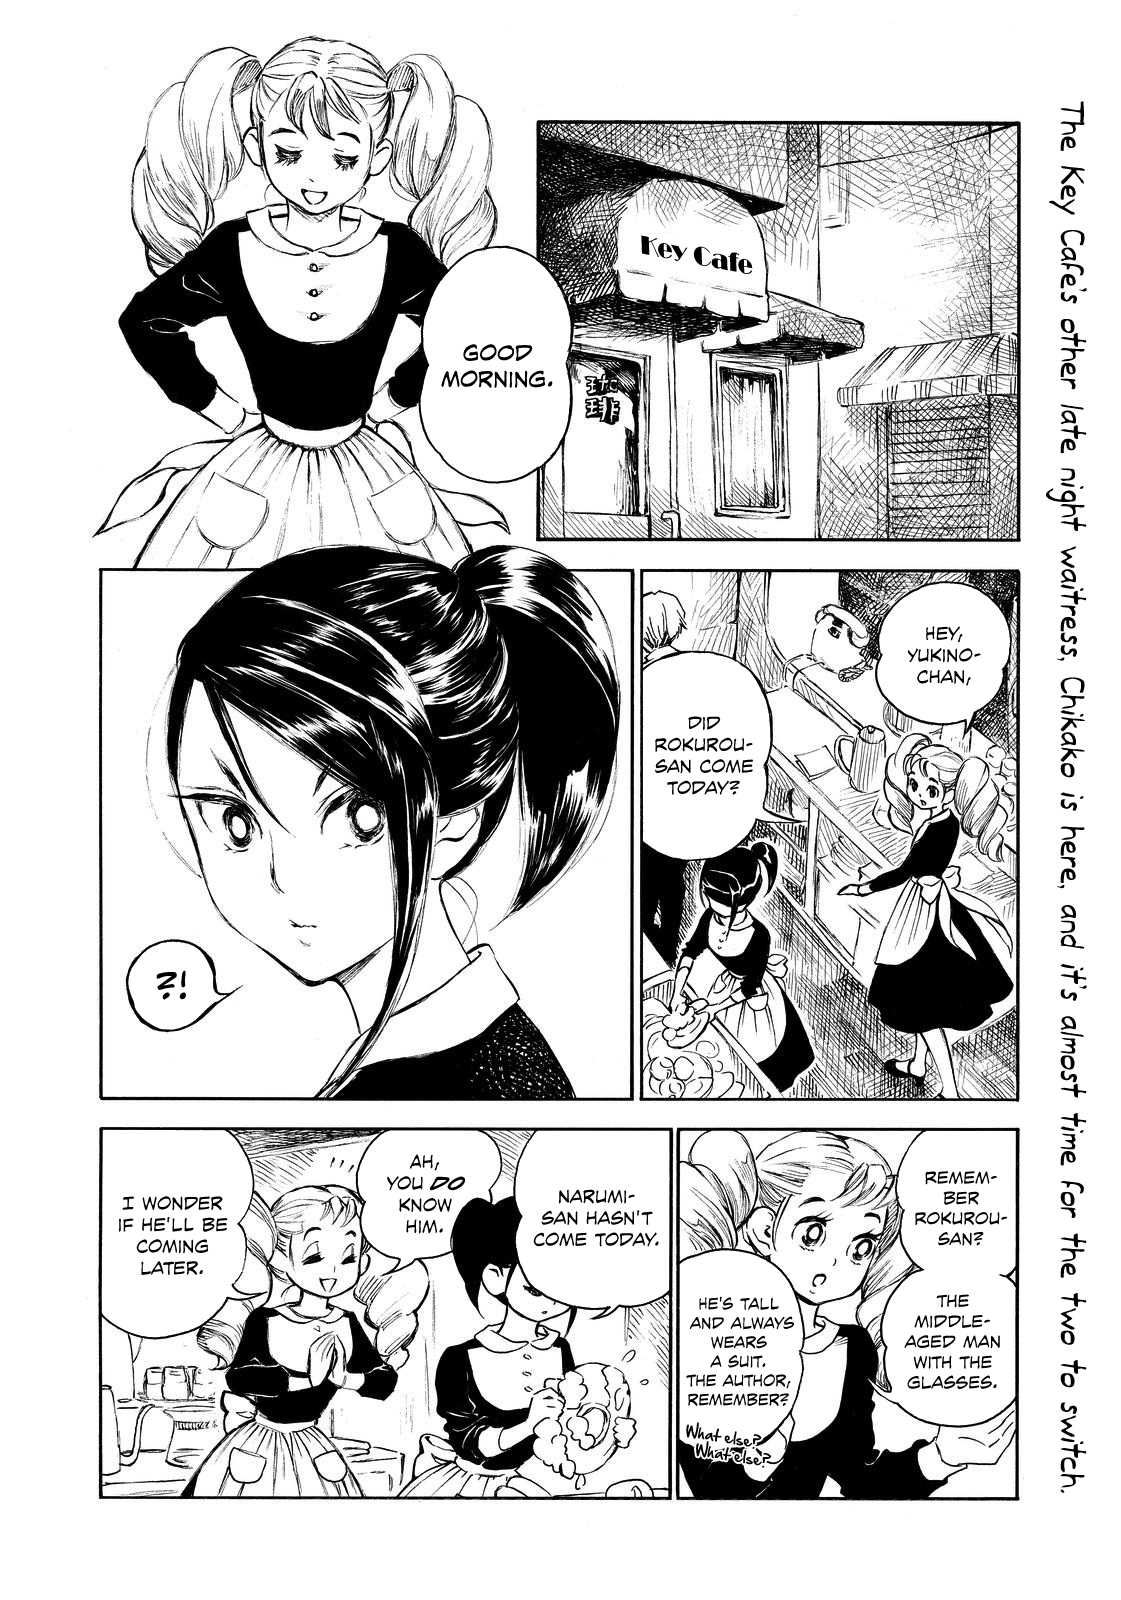 The Key Cafe's other late night waitress, Chikako is here, and it's almost time for the two to switch.
Key Cafe
珈
琲
GOOD
MORNING.
HEY,
YUKINO-
CHAN,
DID
ROKUROU-
SAN COME
TODAY?
?!
REMEM-
BER
ROKUROU-
SAN?
THE
MIDDLE-
AGED MAN
WITH THE
GLASSES.
HE'S TALL
AND ALWAYS
WEARS
A SUIT.
THE AUTHOR,
REMEMBER?
What else?
What else?
NARUMI-
SAN HASN'T
COME TODAY.
AH,
YOU DO
KNOW
HIM.
I WONDER
IF HE'LL BE
COMING
LATER.